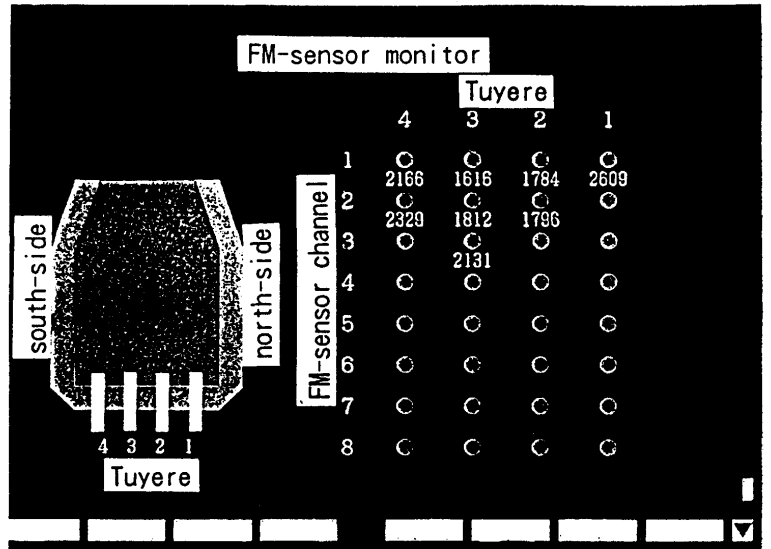 FM-sensor monitor
Tuyere
4 3 2 1
1
2166 1616 1784 2609
2
2329 1812 1796
3
2131
4
5
6
7
8
FM-sensor channel
south-side
north-side
4 3 2 1
Tuyere